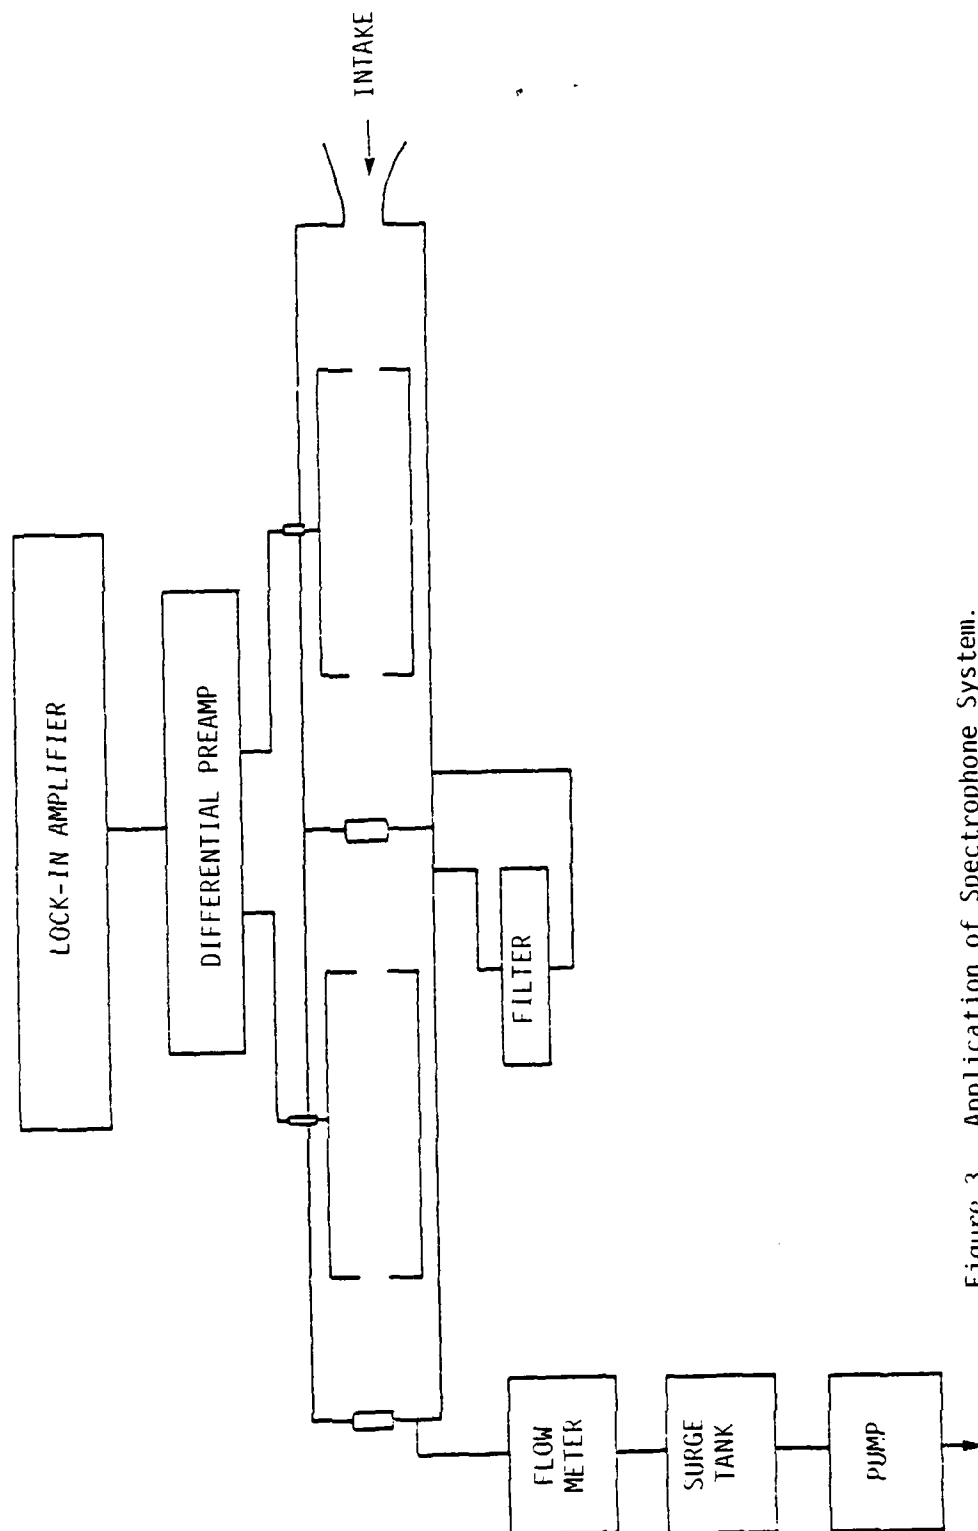 LOCK-IN AMPLIFIER
DIFFERENTIAL PREAMP
INTAKE
FILTER
FLOW
METER
SURGE
TANK
PUMP
Figure 3. Application of Spectrophone System.